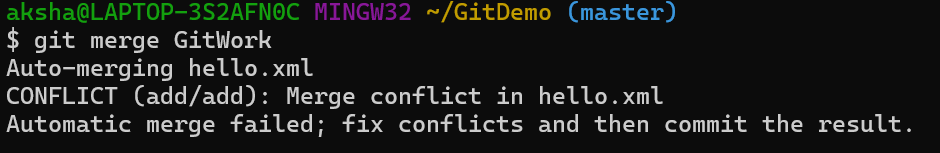 aksha@LAPTOP-3S2AFN0C MINGW32 ~/GitDemo (master)
$ git merge GitWork
Auto-merging hello.xml
CONFLICT (add/add): Merge conflict in hello.xml
Automatic merge failed; fix conflicts and then commit the result.